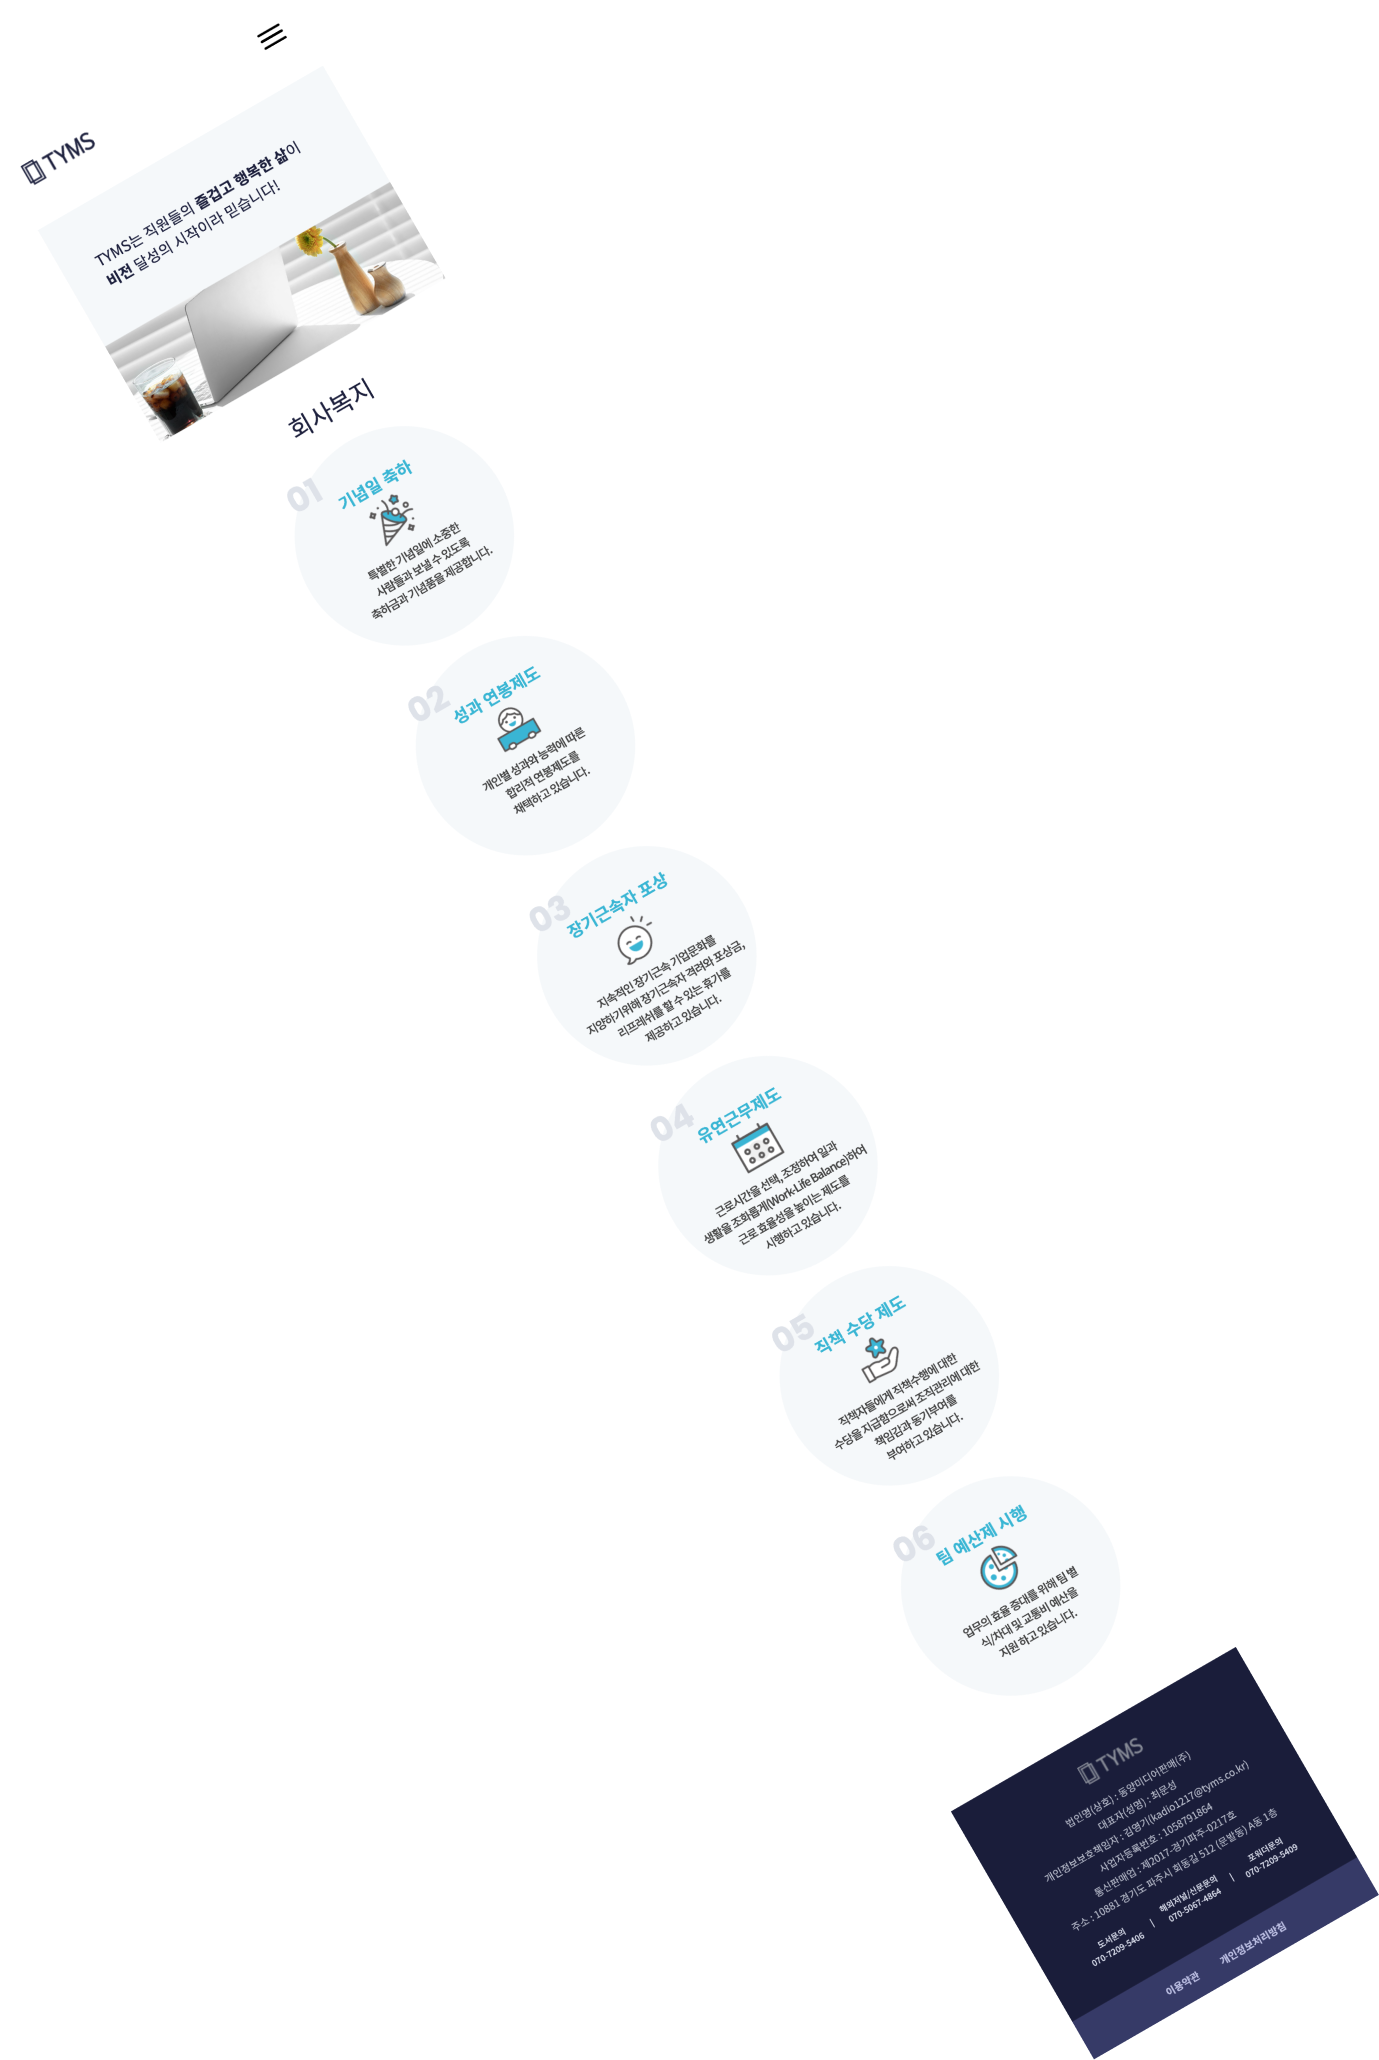 TYMS
TYMS는 직원들의 즐겁고 행복한 삶이
비전 달성의 시작이라 믿습니다!
회사복지
01
기념일 축하
특별한 기념일에 소중한
사람들과 보낼 수 있도록
축하금과 기념품을 제공합니다.
02
성과 연봉제도
개인별 성과와 능력에 따른
합리적 연봉제도를
채택하고 있습니다.
03
장기근속자 포상
지속적인 장기근속 기업문화를
지양하기위해 장기근속자 격려와 포상금,
리프레쉬를 할 수 있는 휴가를
제공하고 있습니다.
04
유연근무제도
근로시간을 선택, 조정하여 일과
생활을 조화롭게(Work-Life Balance)하여
근로 효율성을 높이는 제도를
시행하고 있습니다.
05
직책 수당 제도
직책자들에게 직책수행에 대한
수당을 지급함으로써 조직관리에 대한
책임감과 동기부여를
부여하고 있습니다.
06
팀 예산제 시행
업무의 효율 증대를 위해 팀 별
식/차대 및 교통비 예산을
지원 하고 있습니다.
TYMS
법인명(상호) : 동양미디어판매(주)
대표자(성명) : 최문성
개인정보보호책임자 : 김영기(kadio1217@tyms.co.kr)
사업자등록번호 : 1058791864
통신판매업 : 제2017-경기파주-0217호
주소 : 10881 경기도 파주시 회동길 512 (문발동) A동 1층
도서문의
070-7209-5406
|
해외저널/신문문의
070-5067-4864
|
포워더문의
070-7209-5409
이용약관 개인정보처리방침